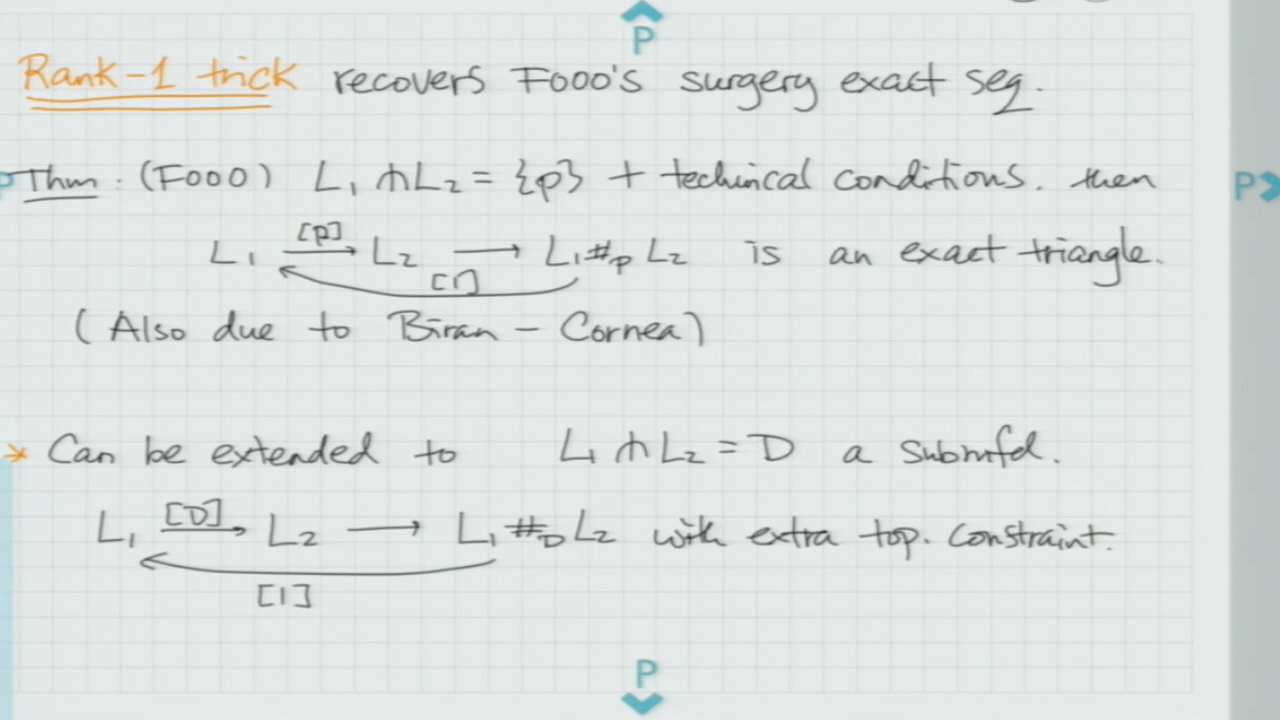 P
Rank-1 trick recovers Fooo's surgery exact seq.
Thm: (FOOO) L₁ ⋔ L₂ = {p} + technical conditions. then
P
L₁ [p]→ L₂ → L₁ #ₚ L₂ is an exact triangle.
[1]
(Also due to Biran - Cornea)
* Can be extended to L₁ ⋔ L₂ = D a submfd.
L₁ [D]→ L₂ → L₁ #_D L₂ with extra top. constraint.
[1]
P